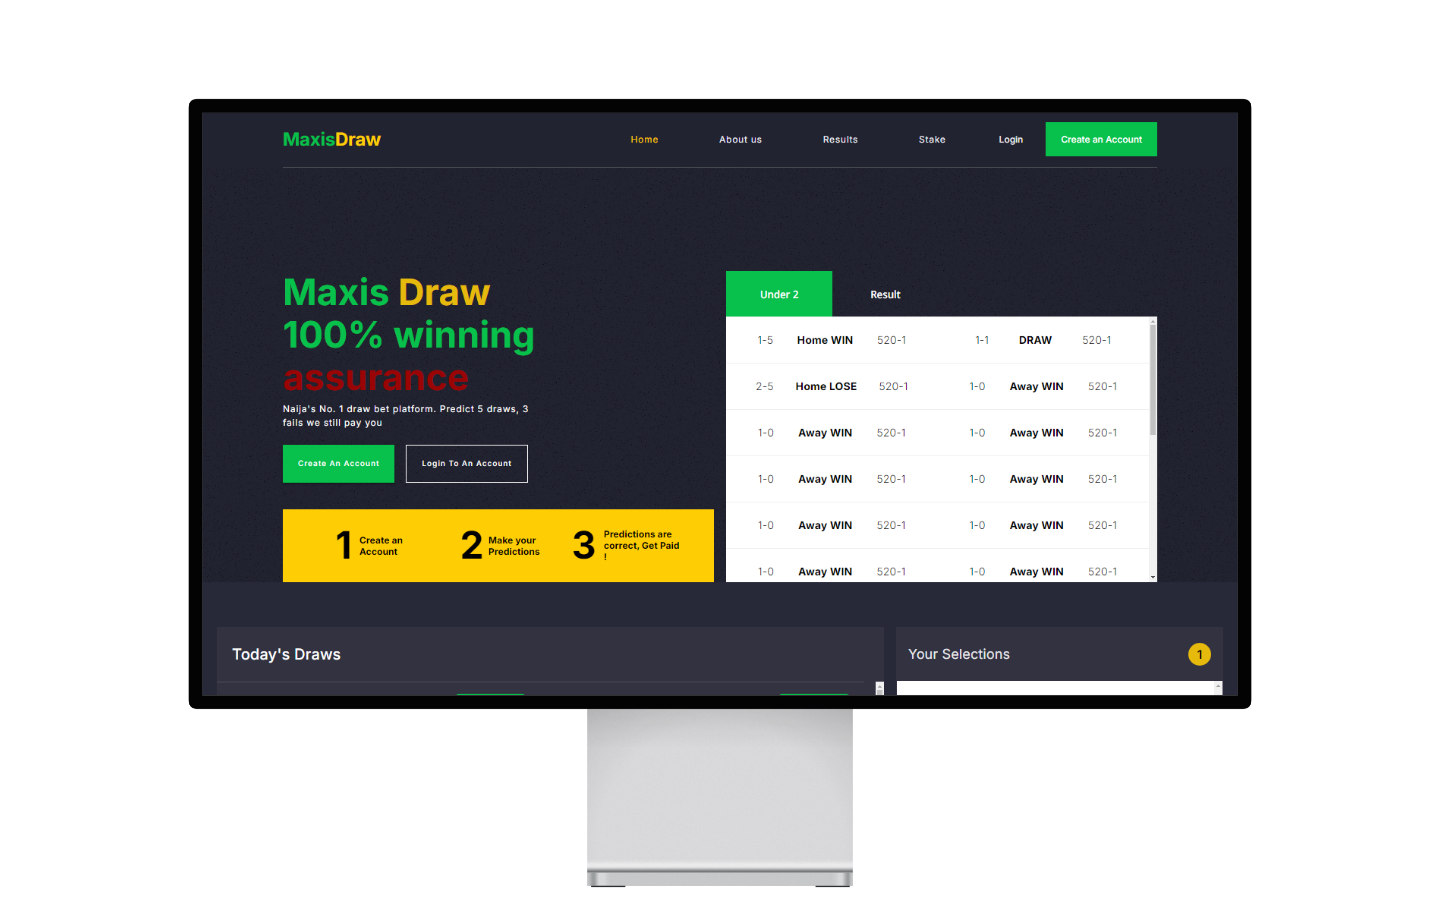 MaxisDraw
Home About us Results Stake Login Create an Account
Maxis Draw
100% winning
assurance
Naija's No. 1 draw bet platform. Predict 5 draws, 3
fails we still pay you
Create An Account Login To An Account
1 Create an
Account
2 Make your
Predictions
3 Predictions are
correct, Get Paid
!
Under 2 Result
1-5 Home WIN 520-1 1-1 DRAW 520-1
2-5 Home LOSE 520-1 1-0 Away WIN 520-1
1-0 Away WIN 520-1 1-0 Away WIN 520-1
1-0 Away WIN 520-1 1-0 Away WIN 520-1
1-0 Away WIN 520-1 1-0 Away WIN 520-1
1-0 Away WIN 520-1 1-0 Away WIN 520-1
Today's Draws
Your Selections 1